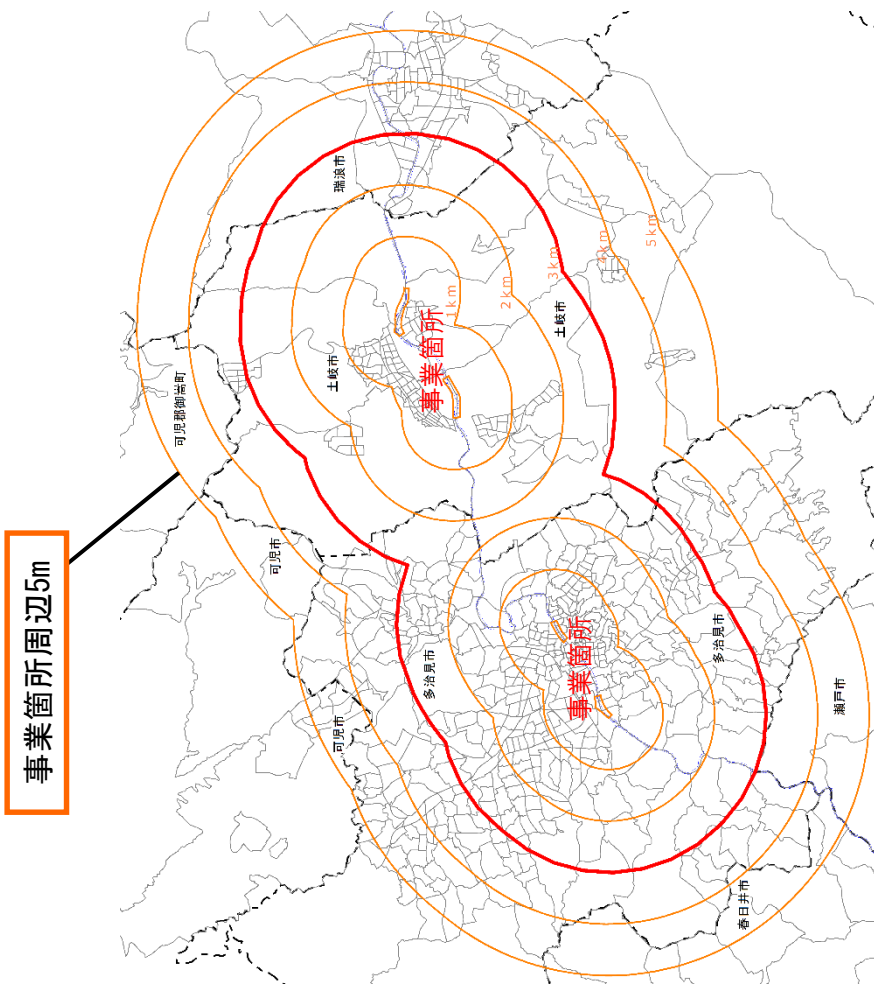 事業箇所周辺5m
瑞浪市
可児郡御嵩町
土岐市
事業箇所
1km
2km
3km
4km
5km
土岐市
可児市
多治見市
可児市
事業箇所
多治見市
瀬戸市
春日井市